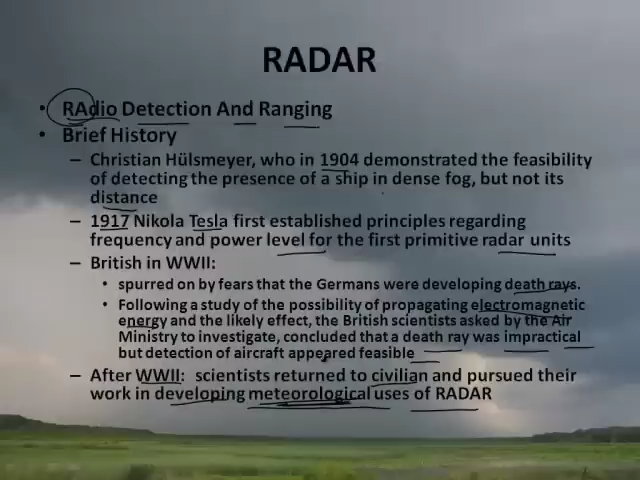 RADAR
• RAdio Detection And Ranging
• Brief History
– Christian Hülsmeyer, who in 1904 demonstrated the feasibility
of detecting the presence of a ship in dense fog, but not its
distance
– 1917 Nikola Tesla first established principles regarding
frequency and power level for the first primitive radar units
– British in WWII:
• spurred on by fears that the Germans were developing death rays.
• Following a study of the possibility of propagating electromagnetic
energy and the likely effect, the British scientists asked by the Air
Ministry to investigate, concluded that a death ray was impractical
but detection of aircraft appeared feasible
– After WWII: scientists returned to civilian and pursued their
work in developing meteorological uses of RADAR